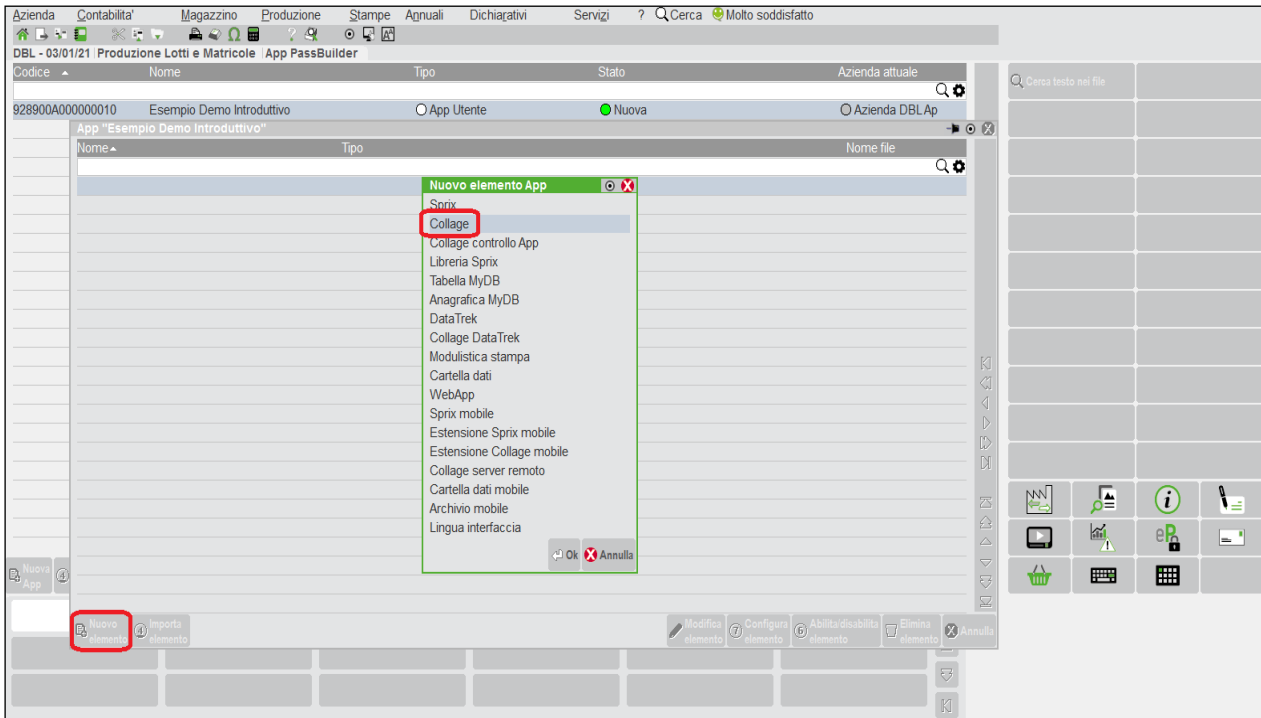 Azienda Contabilita' Magazzino Produzione Stampe Annuali Dichiarativi Servizi ? Cerca Molto soddisfatto
DBL - 03/01/21 Produzione Lotti e Matricole App PassBuilder
Codice Nome Tipo Stato Azienda attuale
Cerca testo nei file
928900A000000010 Esempio Demo Introduttivo App Utente Nuova Azienda DBL Ap
App "Esempio Demo Introduttivo"
Nome Tipo Nome file
Nuovo elemento App
Sprix
Collage
Collage controllo App
Libreria Sprix
Tabella MyDB
Anagrafica MyDB
DataTrek
Collage DataTrek
Modulistica stampa
Cartella dati
WebApp
Sprix mobile
Estensione Sprix mobile
Estensione Collage mobile
Collage server remoto
Cartella dati mobile
Archivio mobile
Lingua interfaccia
Ok Annulla
Nuova App 4
Nuovo elemento 4 Importa elemento Modifica elemento 7 Configura elemento 6 Abilita/disabilita elemento Elimina elemento Annulla